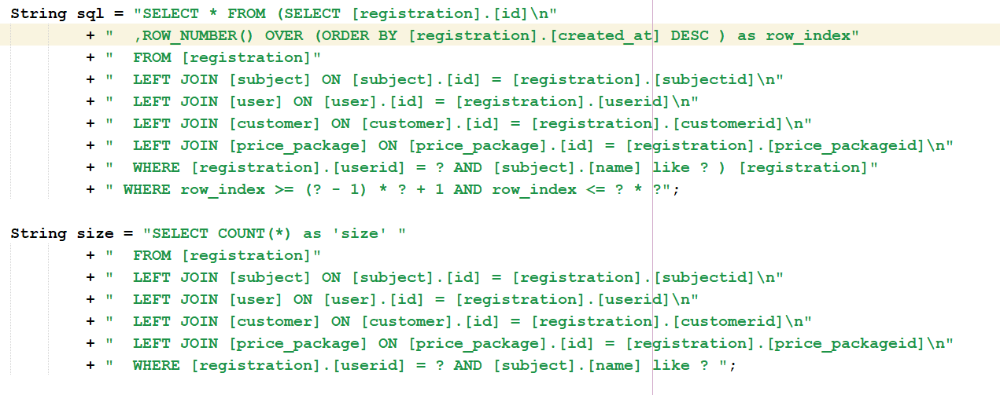 String sql = "SELECT * FROM (SELECT [registration].[id]\n"
+ "  ,ROW_NUMBER() OVER (ORDER BY [registration].[created_at] DESC ) as row_index"
+ "  FROM [registration]"
+ "  LEFT JOIN [subject] ON [subject].[id] = [registration].[subjectid]\n"
+ "  LEFT JOIN [user] ON [user].[id] = [registration].[userid]\n"
+ "  LEFT JOIN [customer] ON [customer].[id] = [registration].[customerid]\n"
+ "  LEFT JOIN [price_package] ON [price_package].[id] = [registration].[price_packageid]\n"
+ "  WHERE [registration].[userid] = ? AND [subject].[name] like ? ) [registration]"
+ " WHERE row_index >= (? - 1) * ? + 1 AND row_index <= ? * ?";
String size = "SELECT COUNT(*) as 'size' "
+ "  FROM [registration]"
+ "  LEFT JOIN [subject] ON [subject].[id] = [registration].[subjectid]\n"
+ "  LEFT JOIN [user] ON [user].[id] = [registration].[userid]\n"
+ "  LEFT JOIN [customer] ON [customer].[id] = [registration].[customerid]\n"
+ "  LEFT JOIN [price_package] ON [price_package].[id] = [registration].[price_packageid]\n"
+ "  WHERE [registration].[userid] = ? AND [subject].[name] like ? ";